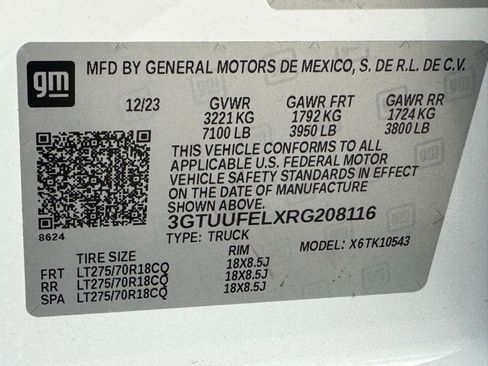 gm
MFD BY GENERAL MOTORS DE MEXICO, S. DE R.L. DE C.V.
12/23 GVWR GAWR FRT GAWR RR
3221 KG 1792 KG 1724 KG
7100 LB 3950 LB 3800 LB
THIS VEHICLE CONFORMS TO ALL
APPLICABLE U.S. FEDERAL MOTOR
VEHICLE SAFETY STANDARDS IN EFFECT
ON THE DATE OF MANUFACTURE
SHOWN ABOVE.
8624
3GTUUFELXRG208116
TYPE: TRUCK MODEL: X6TK10543
TIRE SIZE RIM
FRT LT275/70R18CQ 18X8.5J
RR LT275/70R18CQ 18X8.5J
SPA LT275/70R18CQ 18X8.5J